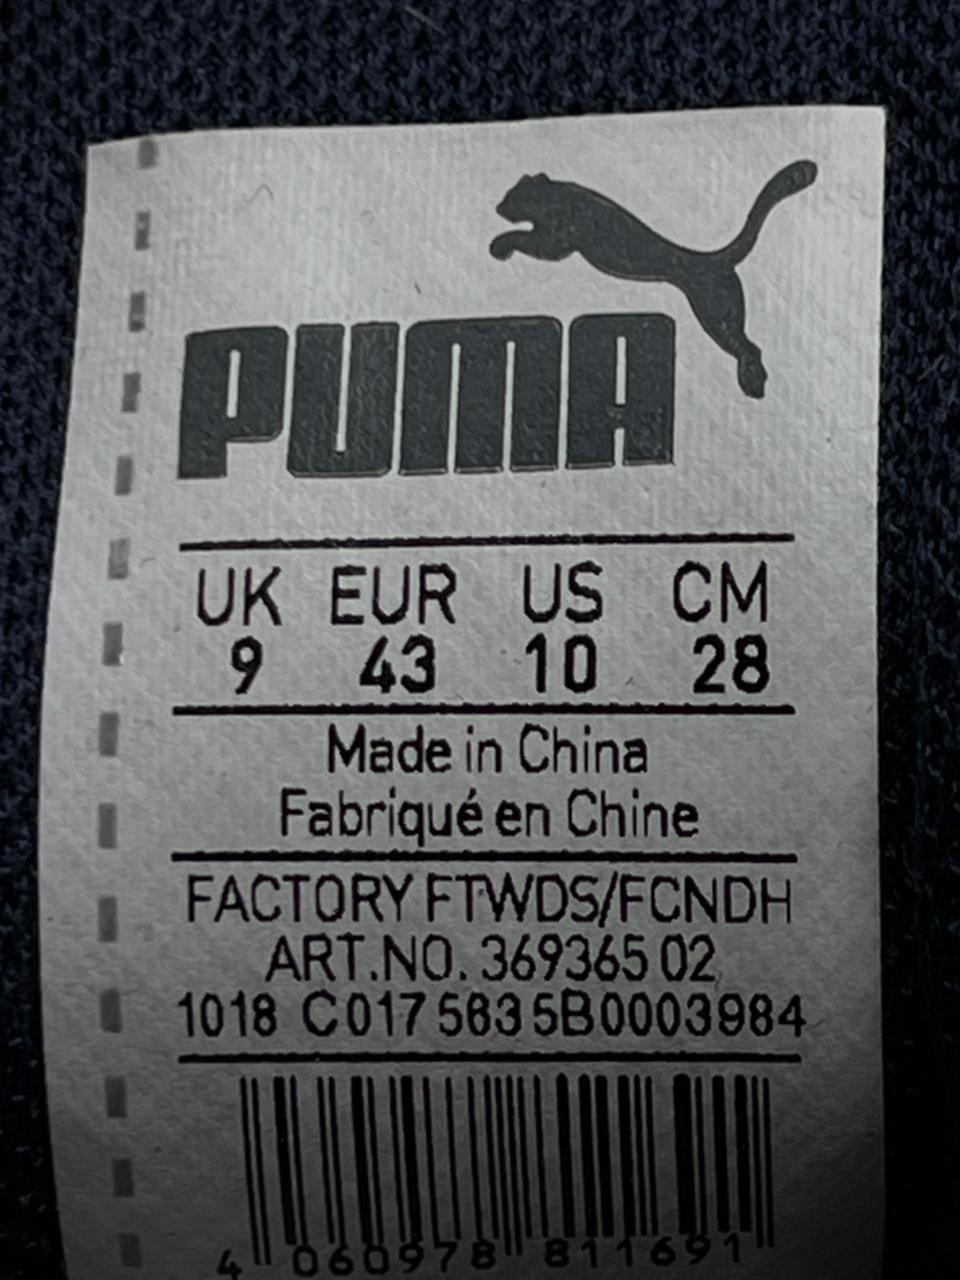 PUMA
UK EUR US CM
9 43 10 28
Made in China
Fabriqué en Chine
FACTORY FTWDS/FCNDH
ART.NO. 369365 02
1018 C017 5835B0003984
4 060978 811691